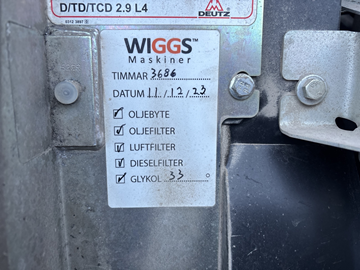 D/TD/TCD 2.9 L4
DEUTZ
WIGGS™
Maskiner
TIMMAR 3686
DATUM 11/12/23
OLJEBYTE
OLJEFILTER
LUFTFILTER
DIESELFILTER
GLYKOL 33°